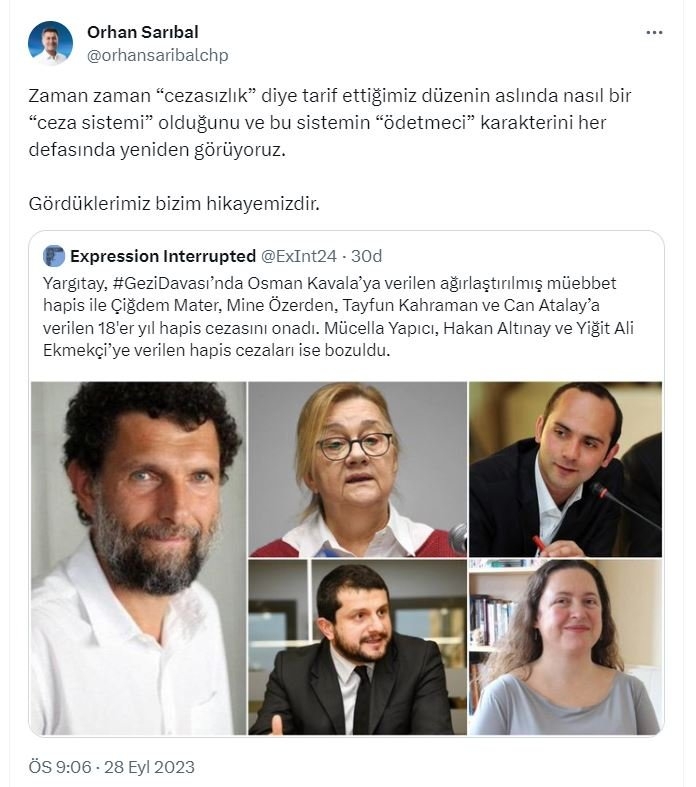 Orhan Sarıbal
@orhansaribalchp
Zaman zaman “cezasızlık” diye tarif ettiğimiz düzenin aslında nasıl bir
“ceza sistemi” olduğunu ve bu sistemin “ödetmeci” karakterini her
defasında yeniden görüyoruz.
Gördüklerimiz bizim hikayemizdir.
Expression Interrupted @ExInt24 · 30d
Yargıtay, #GeziDavası’nda Osman Kavala’ya verilen ağırlaştırılmış müebbet
hapis ile Çiğdem Mater, Mine Özerden, Tayfun Kahraman ve Can Atalay’a
verilen 18'er yıl hapis cezasını onadı. Mücella Yapıcı, Hakan Altınay ve Yiğit Ali
Ekmekçi’ye verilen hapis cezaları ise bozuldu.
ÖS 9:06 · 28 Eyl 2023